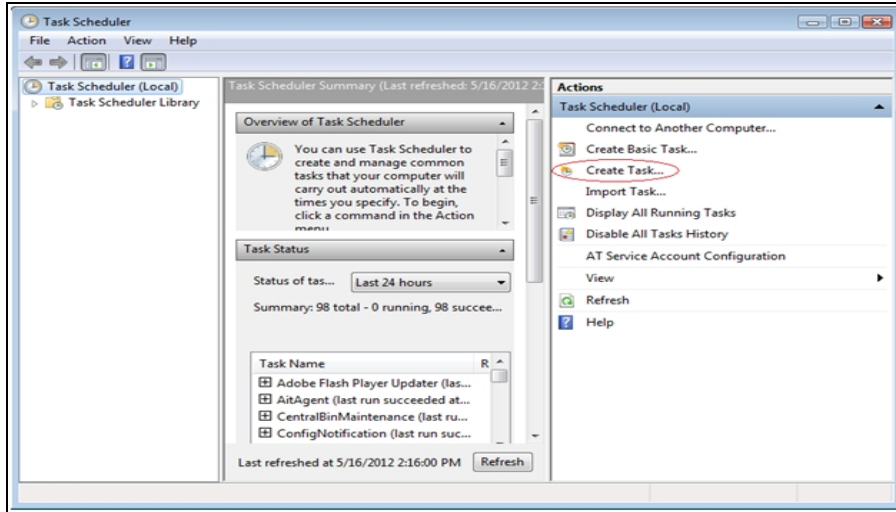 Task Scheduler
File Action View Help
Task Scheduler (Local)
Task Scheduler Library
Task Scheduler Summary (Last refreshed: 5/16/2012 2:
Overview of Task Scheduler
You can use Task Scheduler to
create and manage common
tasks that your computer will
carry out automatically at the
times you specify. To begin,
click a command in the Action
menu
Task Status
Status of tas... Last 24 hours
Summary: 98 total - 0 running, 98 succee...
Task Name R
Adobe Flash Player Updater (las...
AitAgent (last run succeeded at...
CentralBinMaintenance (last ru...
ConfigNotification (last run suc...
Last refreshed at 5/16/2012 2:16:00 PM Refresh
Actions
Task Scheduler (Local)
Connect to Another Computer...
Create Basic Task...
Create Task...
Import Task...
Display All Running Tasks
Disable All Tasks History
AT Service Account Configuration
View
Refresh
Help